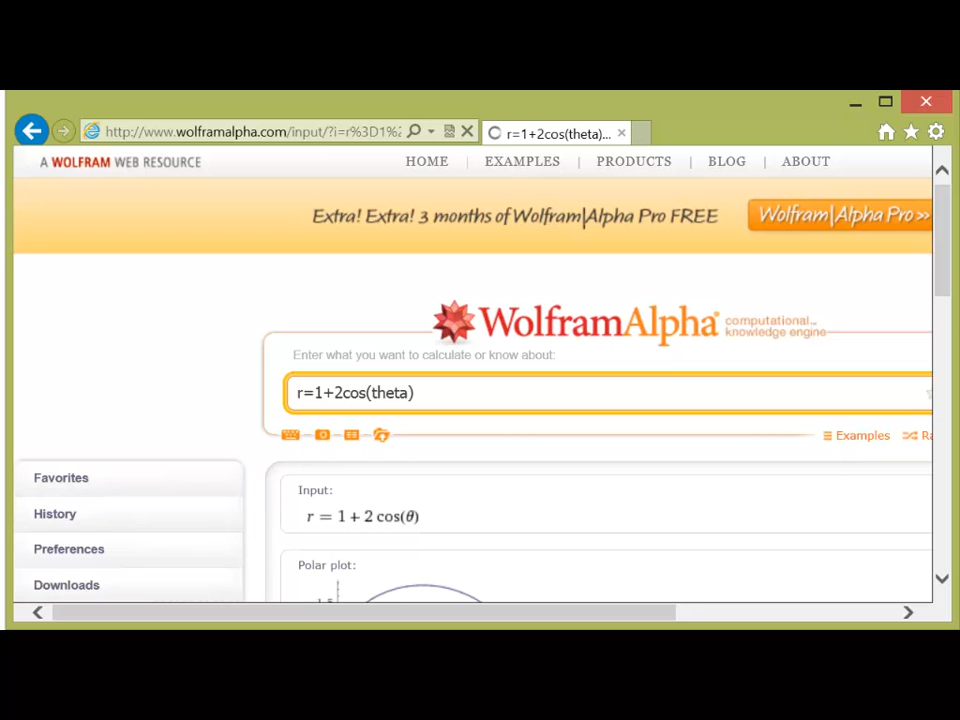 http://www.wolframalpha.com/input/?i=r%3D1%2
r=1+2cos(theta)...
A WOLFRAM WEB RESOURCE
HOME | EXAMPLES | PRODUCTS | BLOG | ABOUT
Extra! Extra! 3 months of Wolfram|Alpha Pro FREE
Wolfram|Alpha Pro »
WolframAlpha computational...
knowledge engine
Enter what you want to calculate or know about:
r=1+2cos(theta)
Examples
Favorites
History
Preferences
Downloads
Input:
r = 1 + 2 cos(θ)
Polar plot: